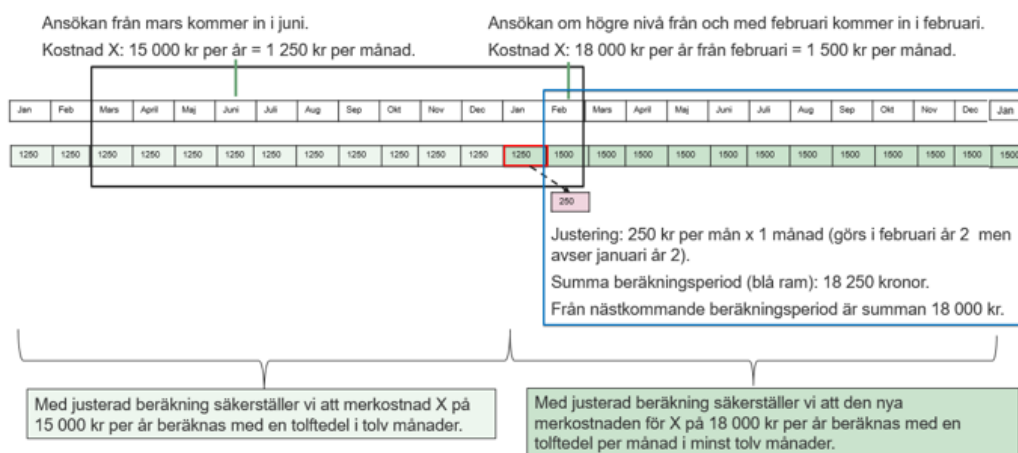 Ansökan från mars kommer in i juni.
Kostnad X: 15 000 kr per år = 1 250 kr per månad.
Ansökan om högre nivå från och med februari kommer in i februari.
Kostnad X: 18 000 kr per år från februari = 1 500 kr per månad.
Jan Feb Mars April Maj Juni Juli Aug Sep Okt Nov Dec Jan Feb Mars April Maj Juni Juli Aug Sep Okt Nov Dec Jan
1250 1250 1250 1250 1250 1250 1250 1250 1250 1250 1250 1250 1250 1500 1500 1500 1500 1500 1500 1500 1500 1500 1500 1500 1500
250
Justering: 250 kr per mån x 1 månad (görs i februari år 2 men
avser januari år 2).
Summa beräkningsperiod (blå ram): 18 250 kronor.
Från nästkommande beräkningsperiod är summan 18 000 kr.
Med justerad beräkning säkerställer vi att merkostnad X på
15 000 kr per år beräknas med en tolftedel i tolv månader.
Med justerad beräkning säkerställer vi att den nya
merkostnaden för X på 18 000 kr per år beräknas med en
tolftedel per månad i minst tolv månader.